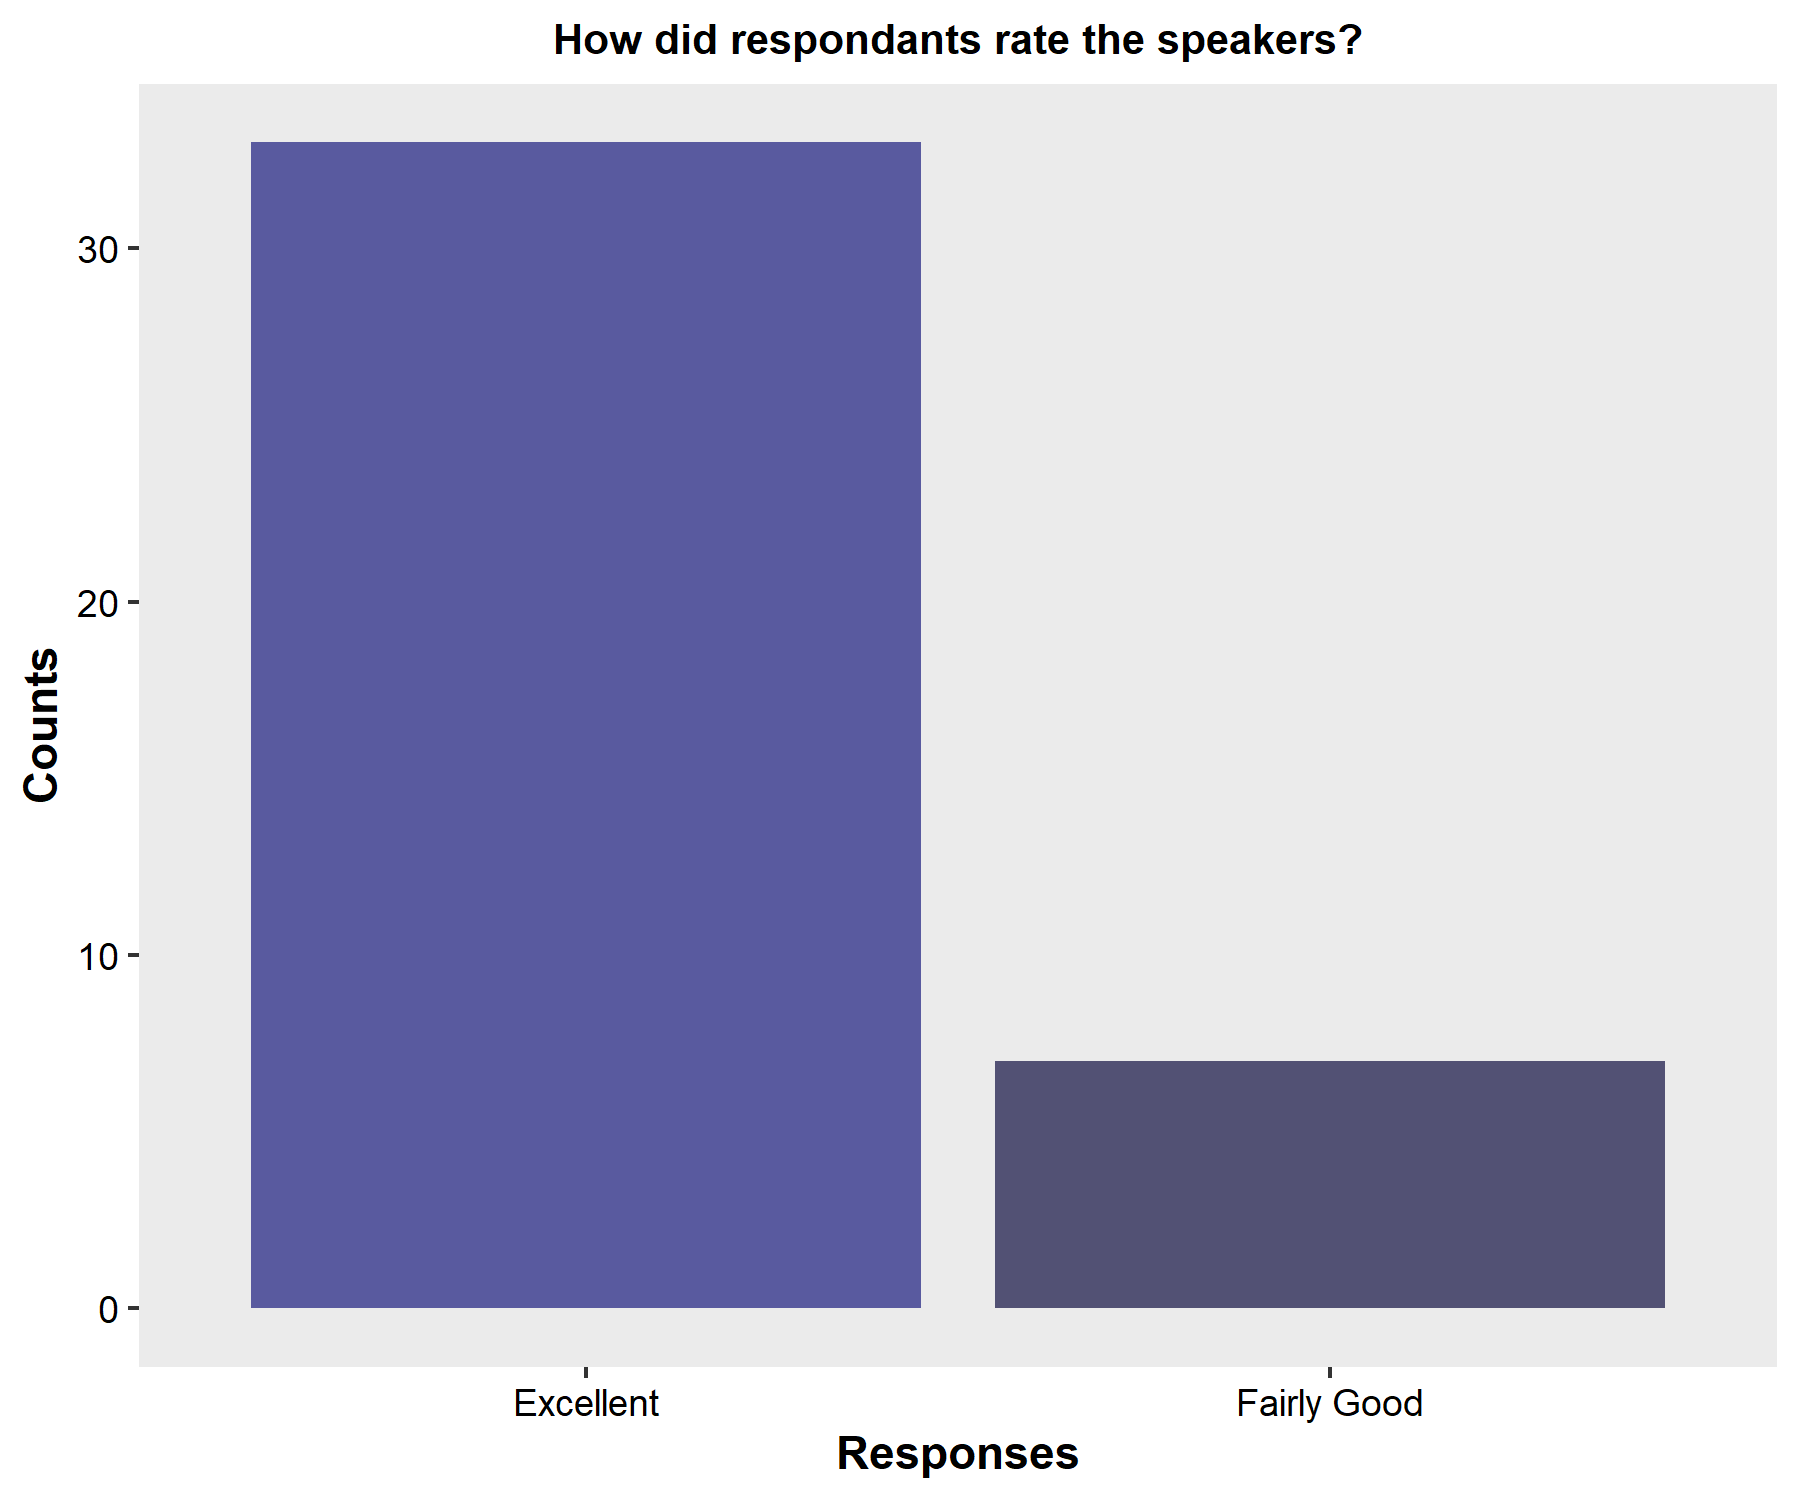 How did respondants rate the speakers?
30
20
10
0
Counts
Excellent
Fairly Good
Responses